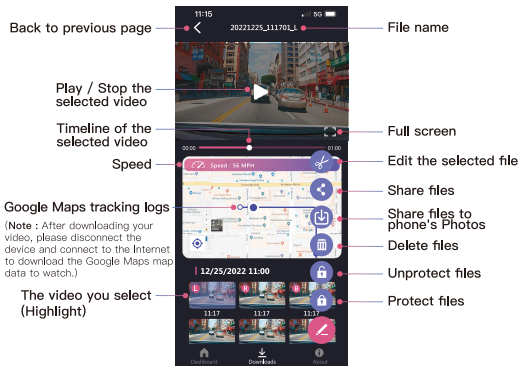 11:15
5G
Back to previous page
20221225_111701_L
File name
Play / Stop the
selected video
Timeline of the
selected video
00:00
01:00
Full screen
Speed
Speed : 56 MPH
Edit the selected file
Share files
Google Maps tracking logs
Share files to
phone's Photos
(Note : After downloading your
video, please disconnect the
device and connect to the Internet
to download the Google Maps map
data to watch.)
Delete files
12/25/2022 11:00
Unprotect files
The video you select
(Highlight)
L
R
R
Protect files
11:17
11:17
11:17
Dashboard
Downloads
About